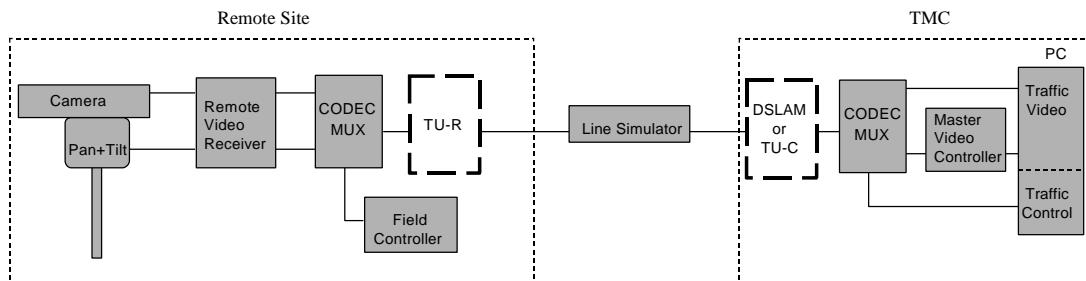 Remote Site
TMC
PC
Camera
Pan+Tilt
Remote
Video
Receiver
CODEC
MUX
TU-R
Field
Controller
Line Simulator
DSLAM
or
TU-C
CODEC
MUX
Master
Video
Controller
Traffic
Video
Traffic
Control